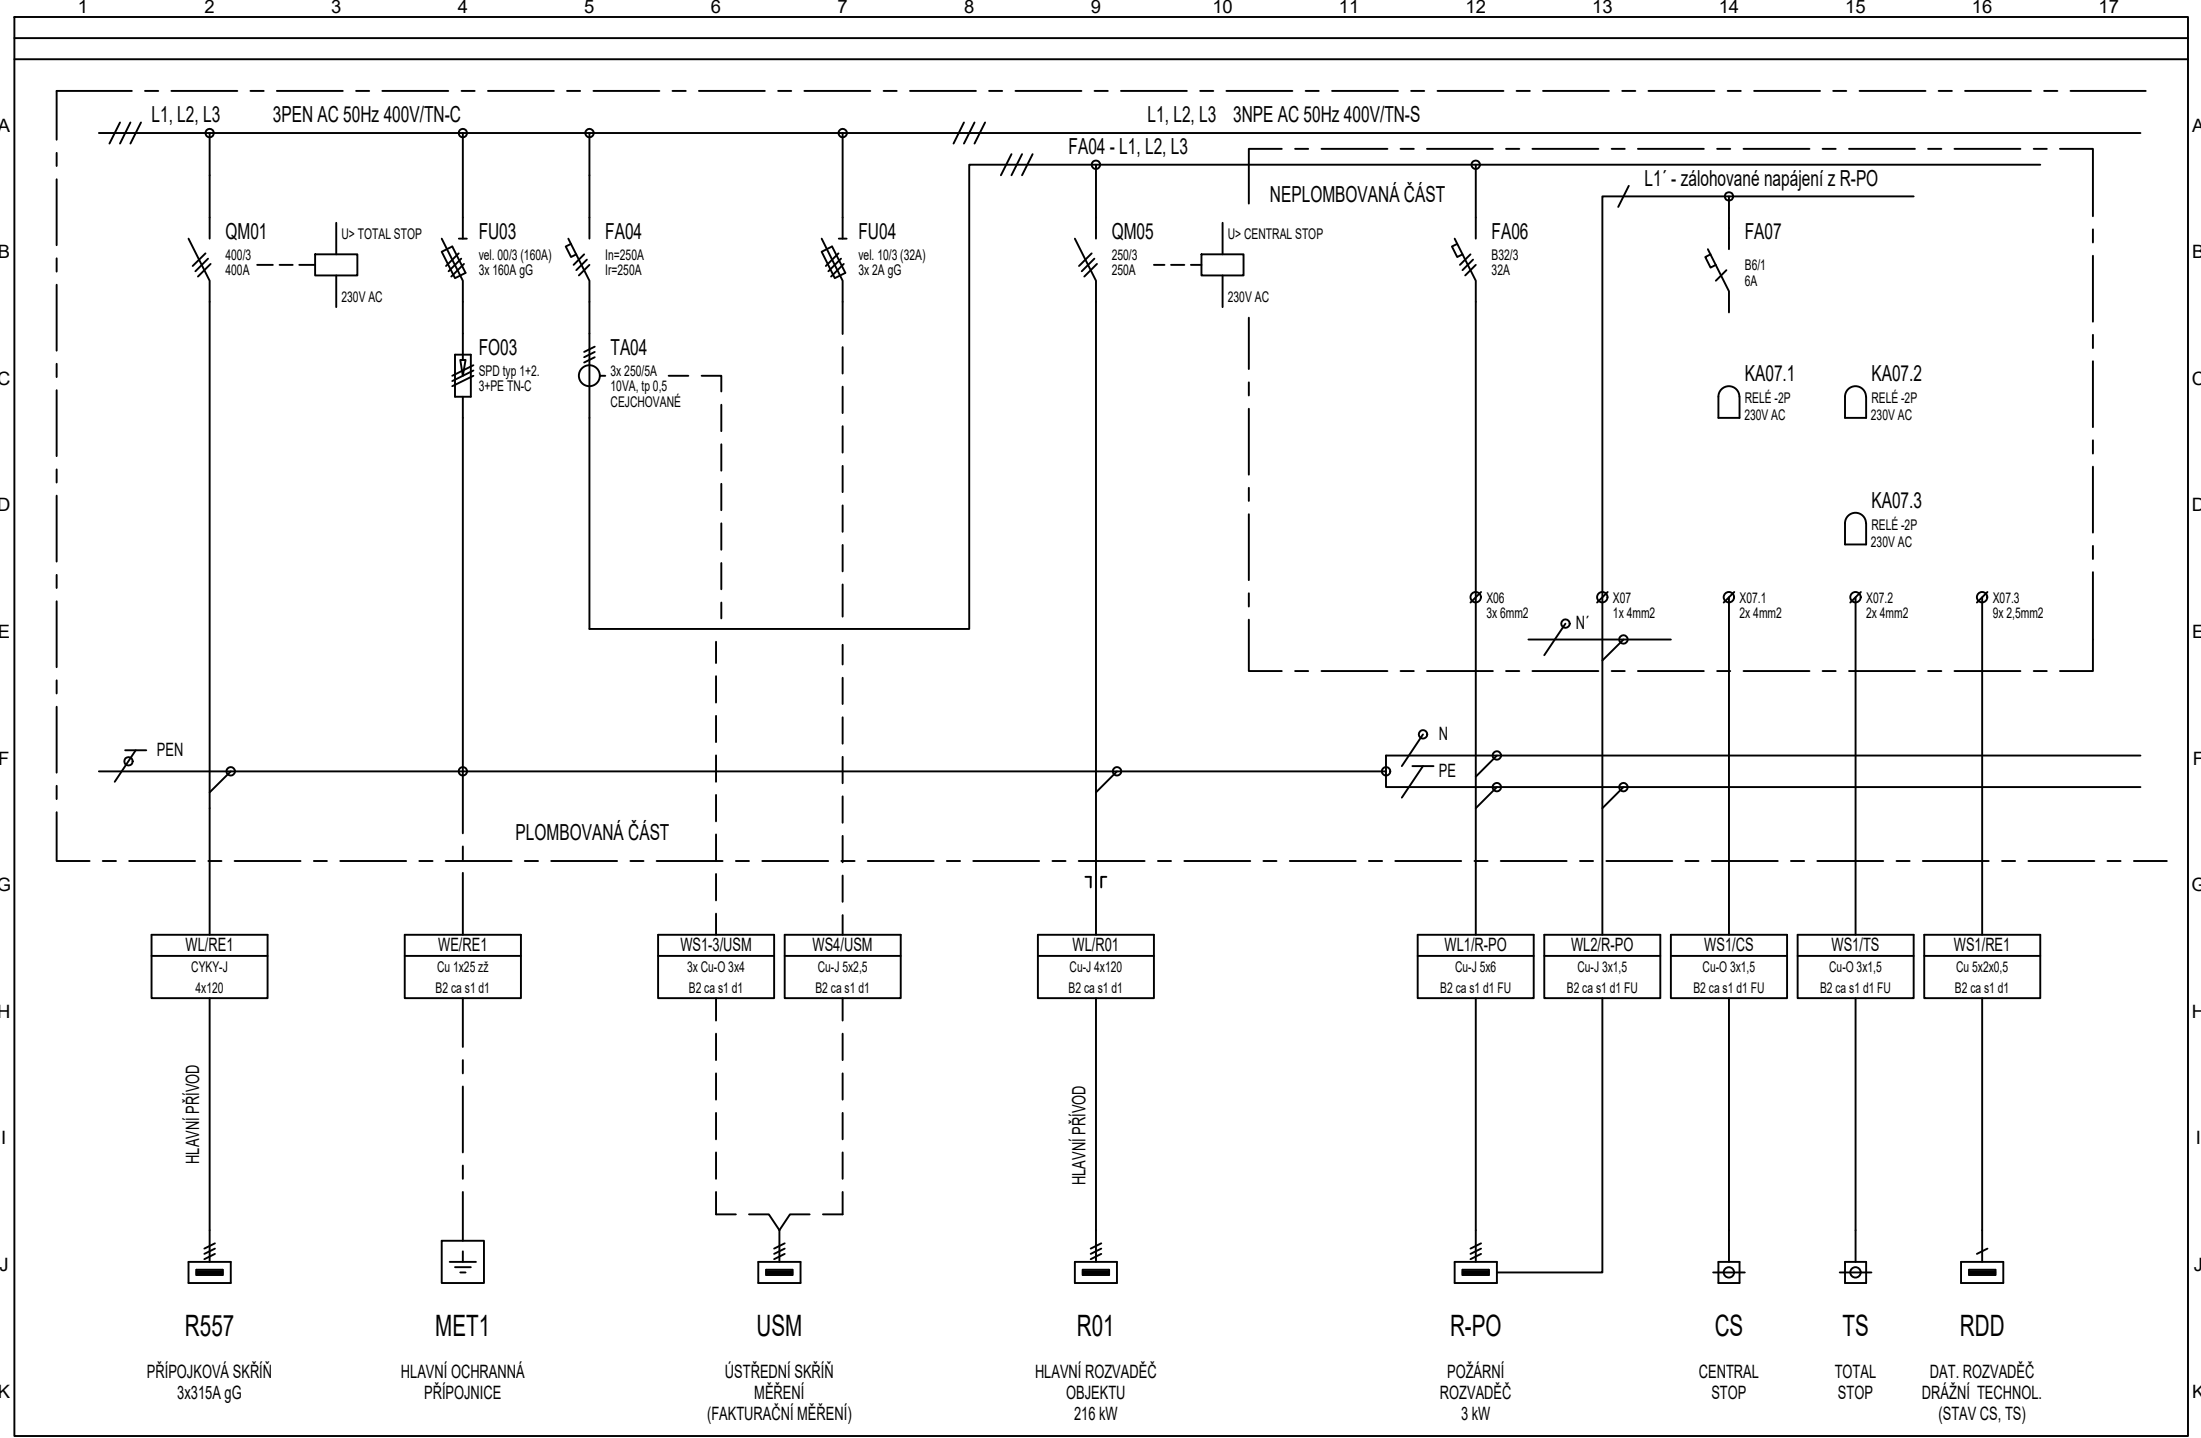 1 2 3 4 5 6 7 8 9 10 11 12 13 14 15 16 17
A
A
L1, L2, L3 3PEN AC 50Hz 400V/TN-C
L1, L2, L3 3NPE AC 50Hz 400V/TN-S
FA04 - L1, L2, L3
NEPLOMBOVANÁ ČÁST
L1´ - zálohované napájení z R-PO
B
B
QM01
400/3
400A
U> TOTAL STOP
230V AC
FU03
vel. 00/3 (160A)
3x 160A gG
FA04
In=250A
Ir=250A
FU04
vel. 10/3 (32A)
3x 2A gG
QM05
250/3
250A
U> CENTRAL STOP
230V AC
FA06
B32/3
32A
FA07
B6/1
6A
C
C
FO03
SPD typ 1+2.
3+PE TN-C
TA04
3x 250/5A
10VA, tp 0,5
CEJCHOVANÉ
KA07.1
RELÉ -2P
230V AC
KA07.2
RELÉ -2P
230V AC
D
D
KA07.3
RELÉ -2P
230V AC
E
E
X06
3x 6mm2
N´
X07
1x 4mm2
X07.1
2x 4mm2
X07.2
2x 4mm2
X07.3
9x 2,5mm2
F
F
PEN
N
PE
PLOMBOVANÁ ČÁST
G
G
WL/RE1
CYKY-J
4x120
WE/RE1
Cu 1x25 zž
B2 ca s1 d1
WS1-3/USM
3x Cu-O 3x4
B2 ca s1 d1
WS4/USM
Cu-J 5x2,5
B2 ca s1 d1
WL/R01
Cu-J 4x120
B2 ca s1 d1
WL1/R-PO
Cu-J 5x6
B2 ca s1 d1 FU
WL2/R-PO
Cu-J 3x1,5
B2 ca s1 d1 FU
WS1/CS
Cu-O 3x1,5
B2 ca s1 d1 FU
WS1/TS
Cu-O 3x1,5
B2 ca s1 d1 FU
WS1/RE1
Cu 5x2x0,5
B2 ca s1 d1
H
H
HLAVNÍ PŘÍVOD
HLAVNÍ PŘÍVOD
I
I
J
J
R557
PŘÍPOJKOVÁ SKŘÍŇ
3x315A gG
MET1
HLAVNÍ OCHRANNÁ
PŘÍPOJNICE
USM
ÚSTŘEDNÍ SKŘÍŇ
MĚŘENÍ
(FAKTURAČNÍ MĚŘENÍ)
R01
HLAVNÍ ROZVADĚČ
OBJEKTU
216 kW
R-PO
POŽÁRNÍ
ROZVADĚČ
3 kW
CS
CENTRAL
STOP
TS
TOTAL
STOP
RDD
DAT. ROZVADĚČ
DRÁŽNÍ TECHNOL.
(STAV CS, TS)
K
K